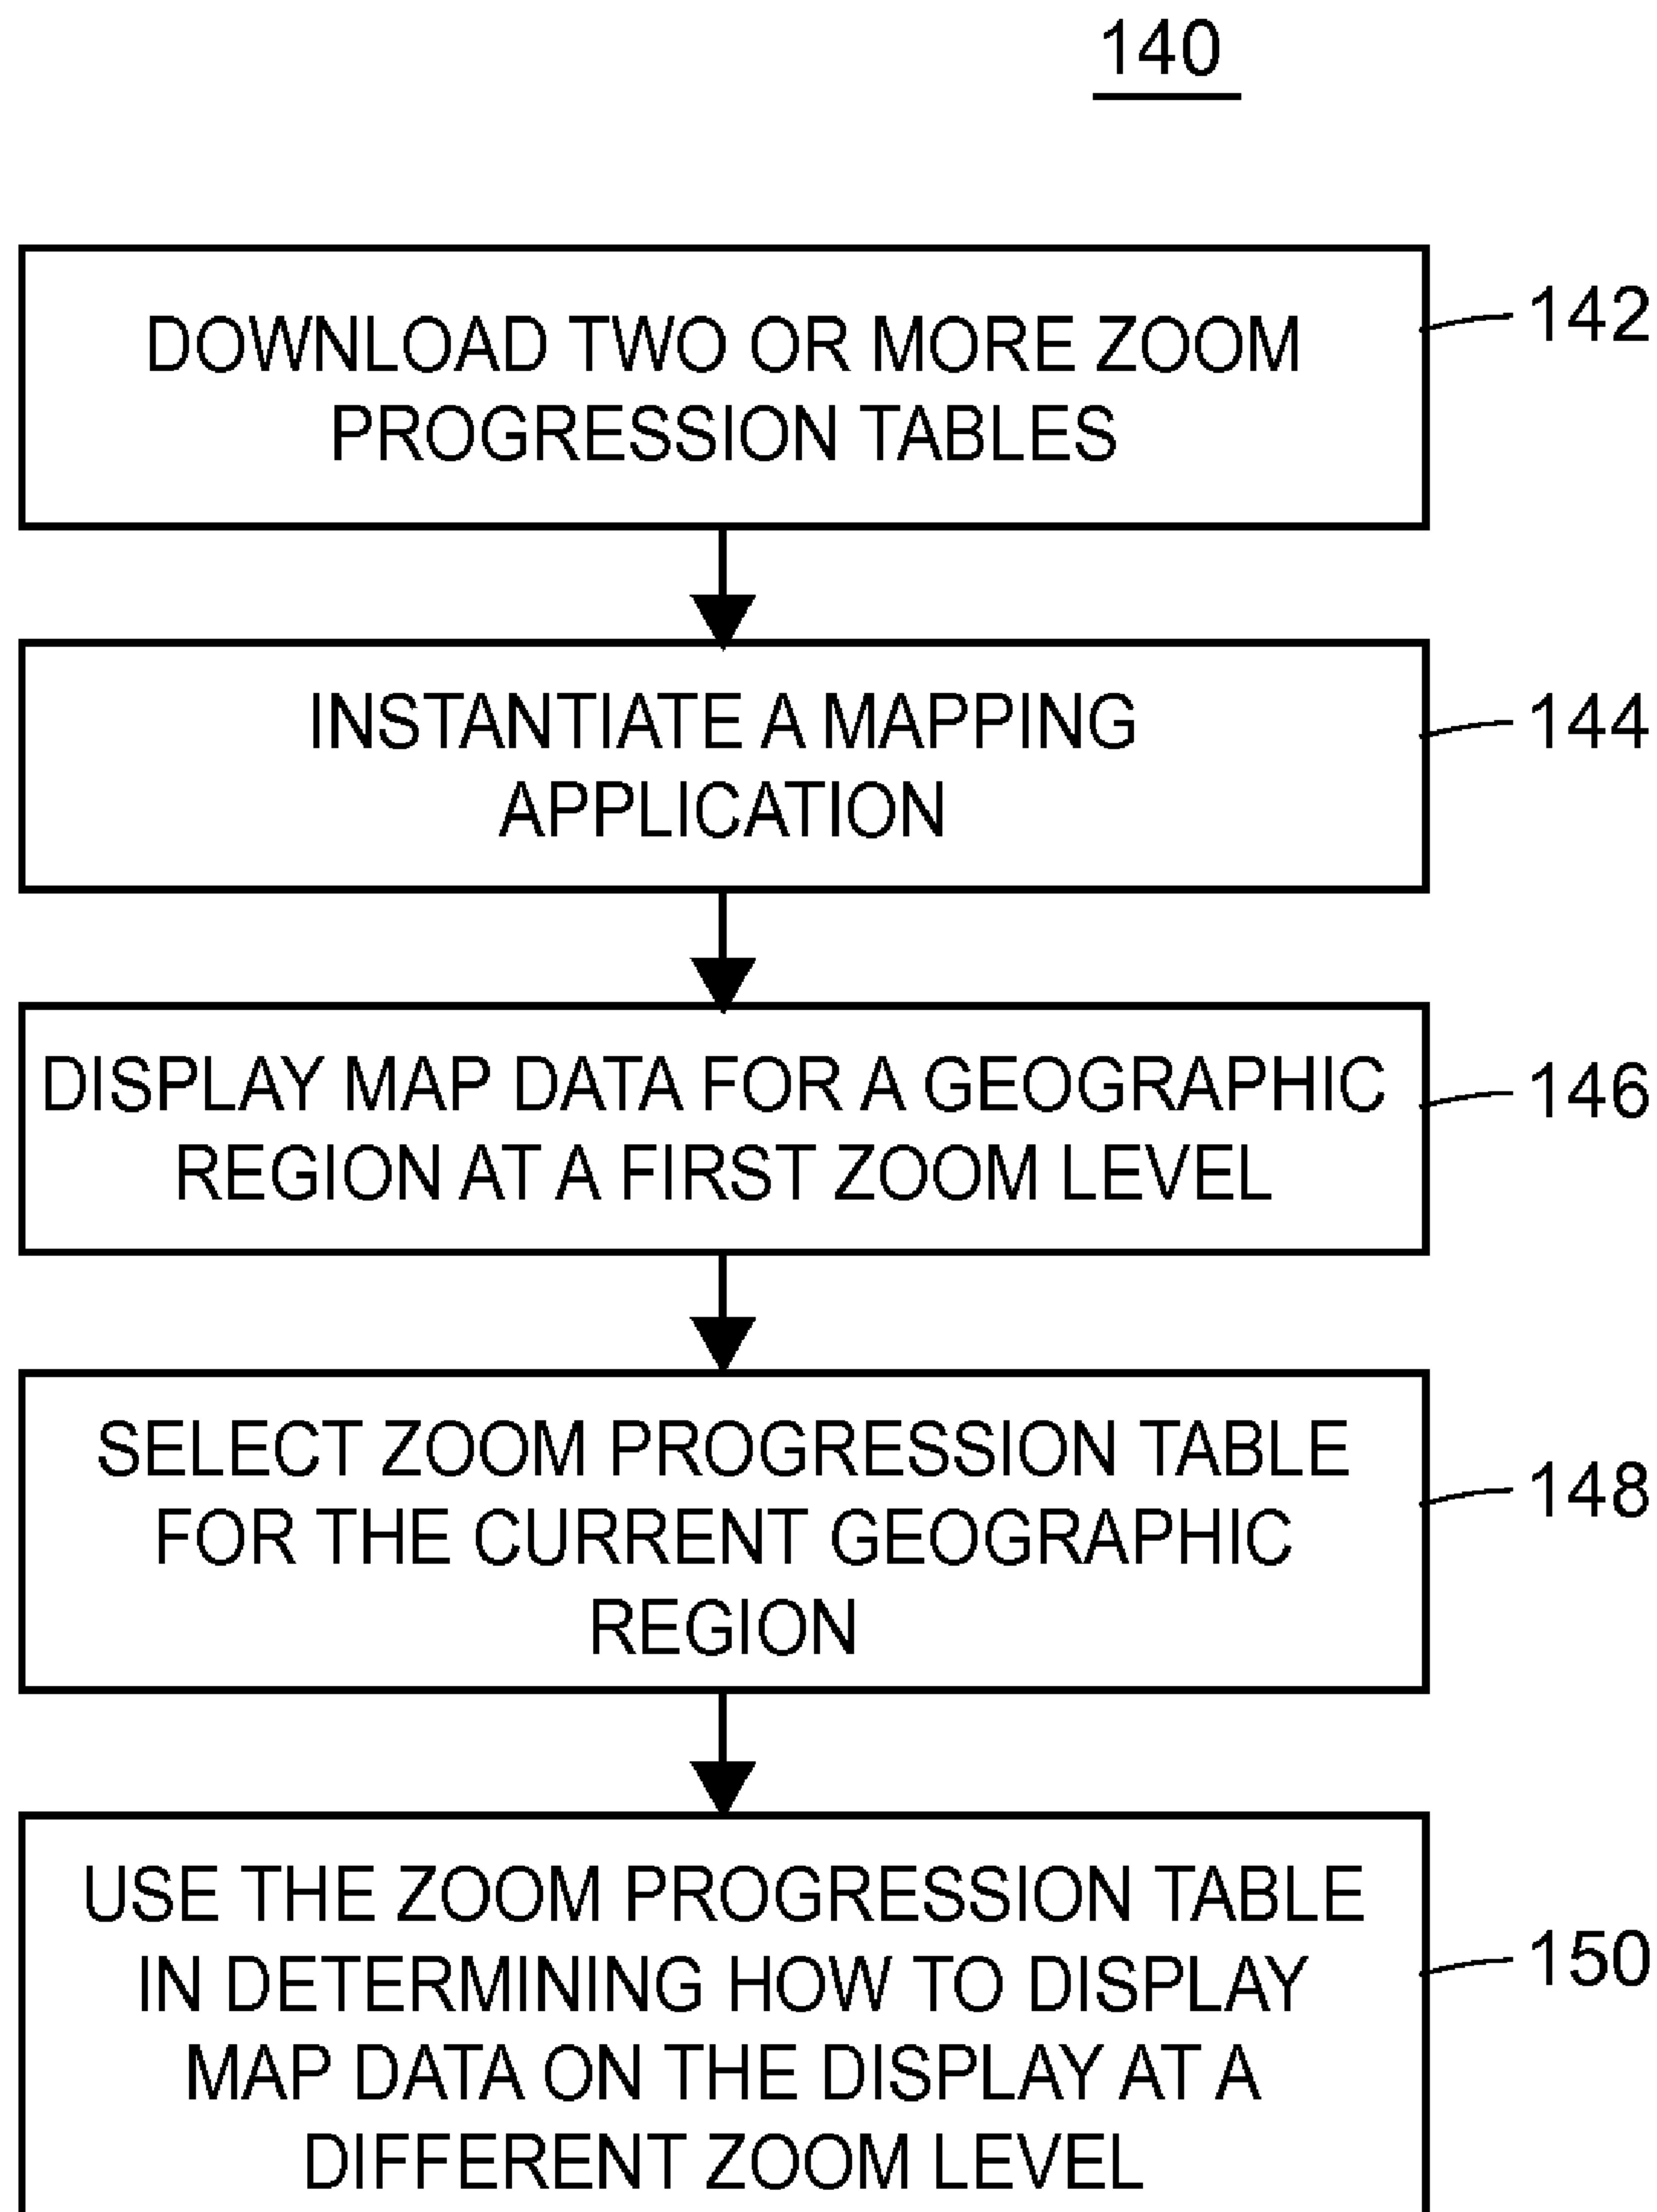 140
DOWNLOAD TWO OR MORE ZOOM
PROGRESSION TABLES
142
INSTANTIATE A MAPPING
APPLICATION
144
DISPLAY MAP DATA FOR A GEOGRAPHIC
REGION AT A FIRST ZOOM LEVEL
146
SELECT ZOOM PROGRESSION TABLE
FOR THE CURRENT GEOGRAPHIC
REGION
148
USE THE ZOOM PROGRESSION TABLE
IN DETERMINING HOW TO DISPLAY
MAP DATA ON THE DISPLAY AT A
DIFFERENT ZOOM LEVEL
150